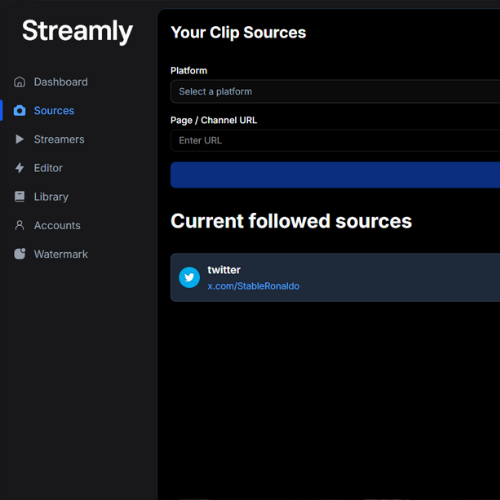 Streamly
Dashboard
Sources
Streamers
Editor
Library
Accounts
Watermark
Your Clip Sources
Platform
Select a platform
Page / Channel URL
Enter URL
Current followed sources
twitter
x.com/StableRonaldo